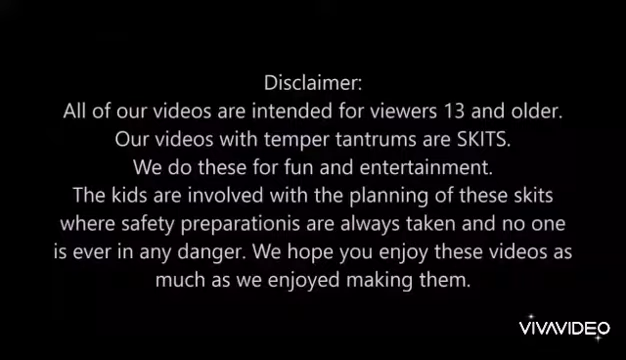 Disclaimer:
All of our videos are intended for viewers 13 and older.
Our videos with temper tantrums are SKITS.
We do these for fun and entertainment.
The kids are involved with the planning of these skits
where safety preparationis are always taken and no one
is ever in any danger. We hope you enjoy these videos as
much as we enjoyed making them.
VIVAVIDEO